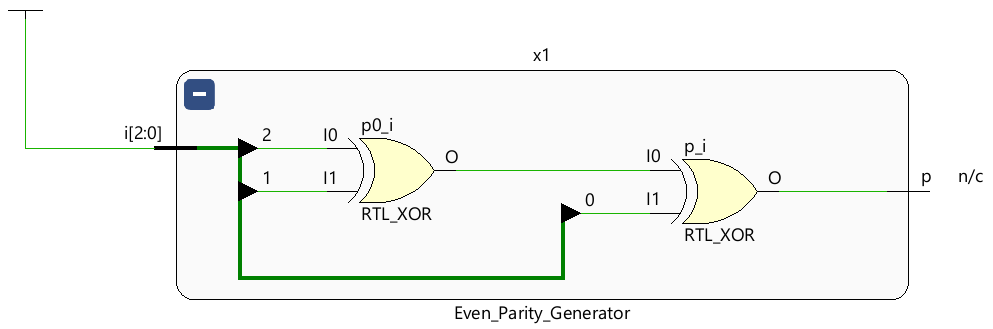 x1
i[2:0]
2
I0
p0_i
O
1
I1
RTL_XOR
I0
p_i
O
0
I1
RTL_XOR
p
n/c
Even_Parity_Generator